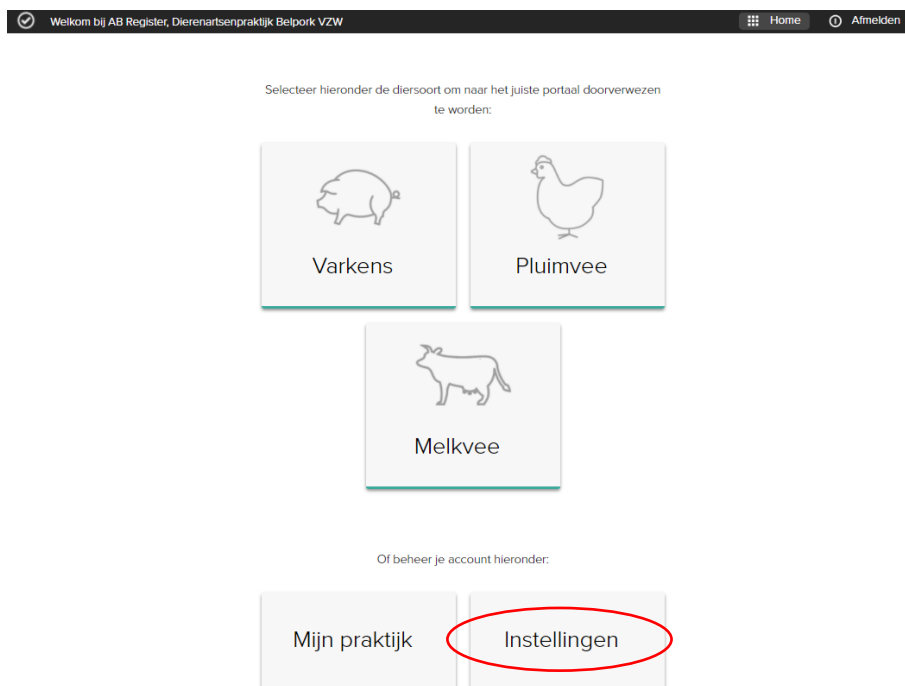 Welkom bij AB Register, Dierenartsenpraktijk Belpork VZW
Home
Afmelden
Selecteer hieronder de diersoort om naar het juiste portaal doorverwezen
te worden:
Varkens
Pluimvee
Melkvee
Of beheer je account hieronder:
Mijn praktijk
Instellingen